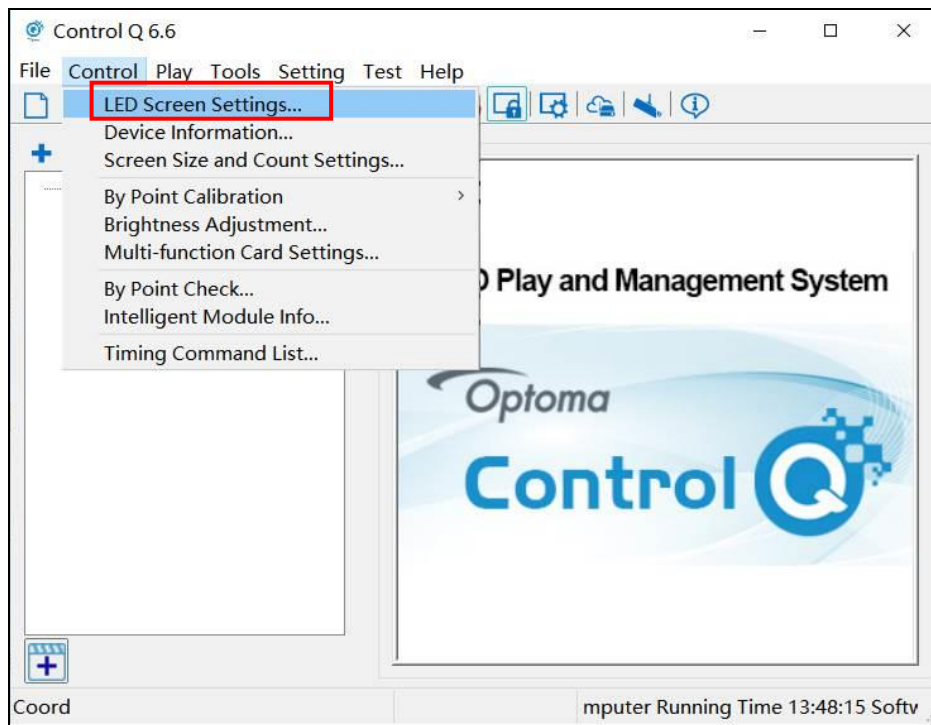 Control Q 6.6
File Control Play Tools Setting Test Help
LED Screen Settings...
Device Information...
Screen Size and Count Settings...
By Point Calibration
Brightness Adjustment...
Multi-function Card Settings...
By Point Check...
Intelligent Module Info...
Timing Command List...
Play and Management System
Optoma
Control Q
Coord
mputer Running Time 13:48:15 Softw